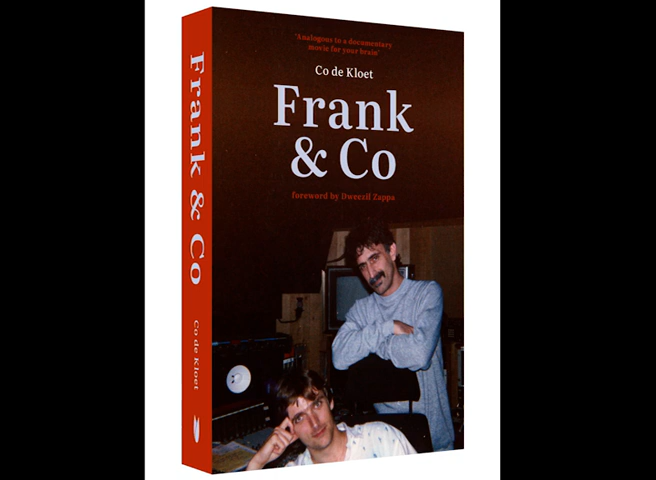 'Analogous to a documentary
movie for your brain'
Co de Kloet
Frank
& Co
foreword by Dweezil Zappa
Frank & Co
Co de Kloet